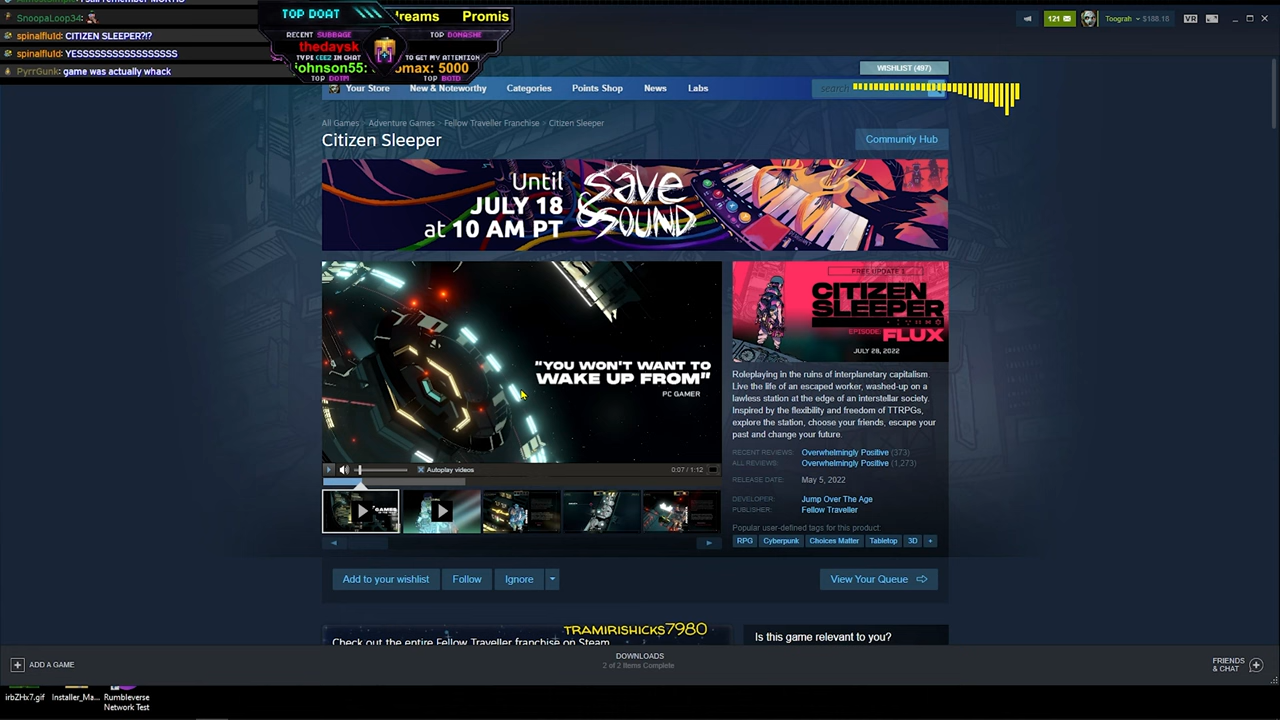 SnoopaLoop34:
spinalflu1d: CITIZEN SLEEPER?!?
spinalflu1d: YESSSSSSSSSSSSSSSSS
PyrrGunk: game was actually whack
TOP DOAT
Promis
RECENT SUBBAGE
TOP DONASHE
thedaysk
TYPE CEEZ IN CHAT
TO GET MY ATTENTION
johnson55:
omax: 5000
TOP DOTM
TOP BOTD
121
Toograh
$188.16
VR
WISHLIST (497)
Your Store
New & Noteworthy
Categories
Points Shop
News
Labs
search
All Games > Adventure Games > Fellow Traveller Franchise > Citizen Sleeper
Citizen Sleeper
Community Hub
Until
JULY 18
at 10 AM PT
SAVE
& SOUND
"YOU WON'T WANT TO
WAKE UP FROM"
PC GAMER
Autoplay videos
0:07 / 1:12
FREE UPDATE 1
CITIZEN
SLEEPER
EPISODE:
FLUX
JULY 28, 2022
Roleplaying in the ruins of interplanetary capitalism.
Live the life of an escaped worker, washed-up on a
lawless station at the edge of an interstellar society.
Inspired by the flexibility and freedom of TTRPGs,
explore the station, choose your friends, escape your
past and change your future.
RECENT REVIEWS: Overwhelmingly Positive (373)
ALL REVIEWS: Overwhelmingly Positive (1,273)
RELEASE DATE: May 5, 2022
DEVELOPER: Jump Over The Age
PUBLISHER: Fellow Traveller
Popular user-defined tags for this product:
RPG
Cyberpunk
Choices Matter
Tabletop
3D
+
Add to your wishlist
Follow
Ignore
View Your Queue
TRAMIRISHICKS7980
Check out the entire Fellow Traveller franchise on Steam
Is this game relevant to you?
ADD A GAME
DOWNLOADS
2 of 2 Items Complete
FRIENDS
& CHAT
irbZHx7.gif
Installer_Ma...
Rumbleverse
Network Test